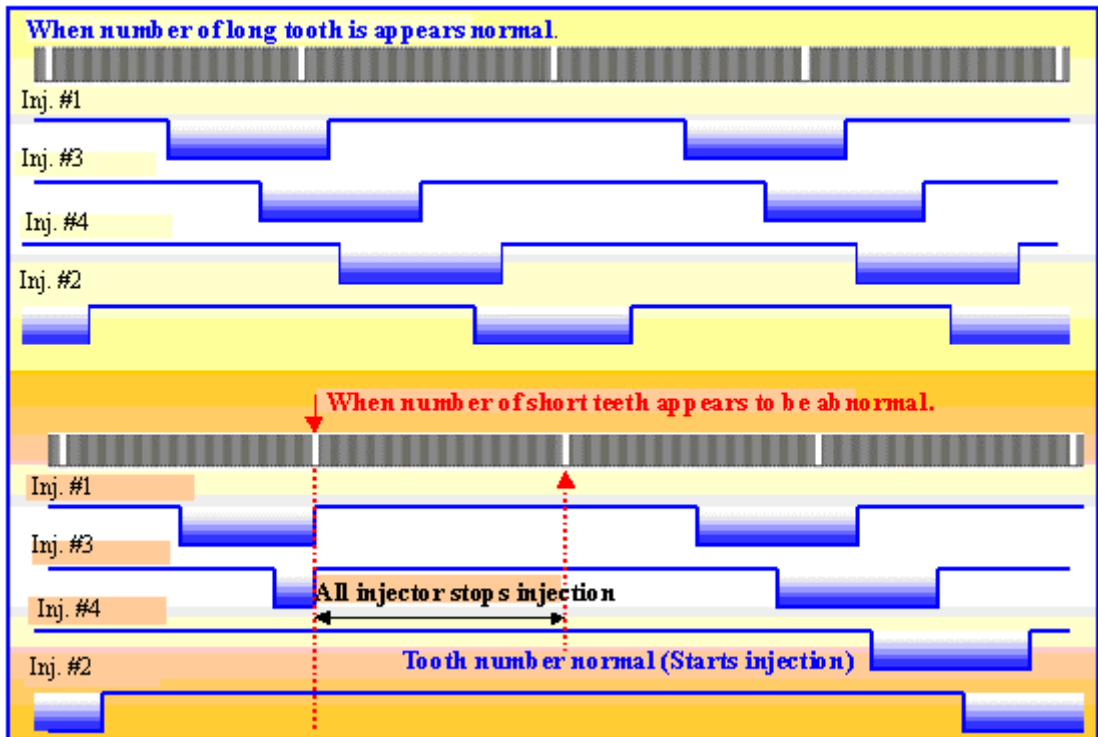 When number of long tooth is appears normal.
Inj. #1
Inj. #3
Inj. #4
Inj. #2
When number of short teeth appears to be abnormal.
Inj. #1
Inj. #3
All injector stops injection
Inj. #4
Tooth number normal (Starts injection)
Inj. #2